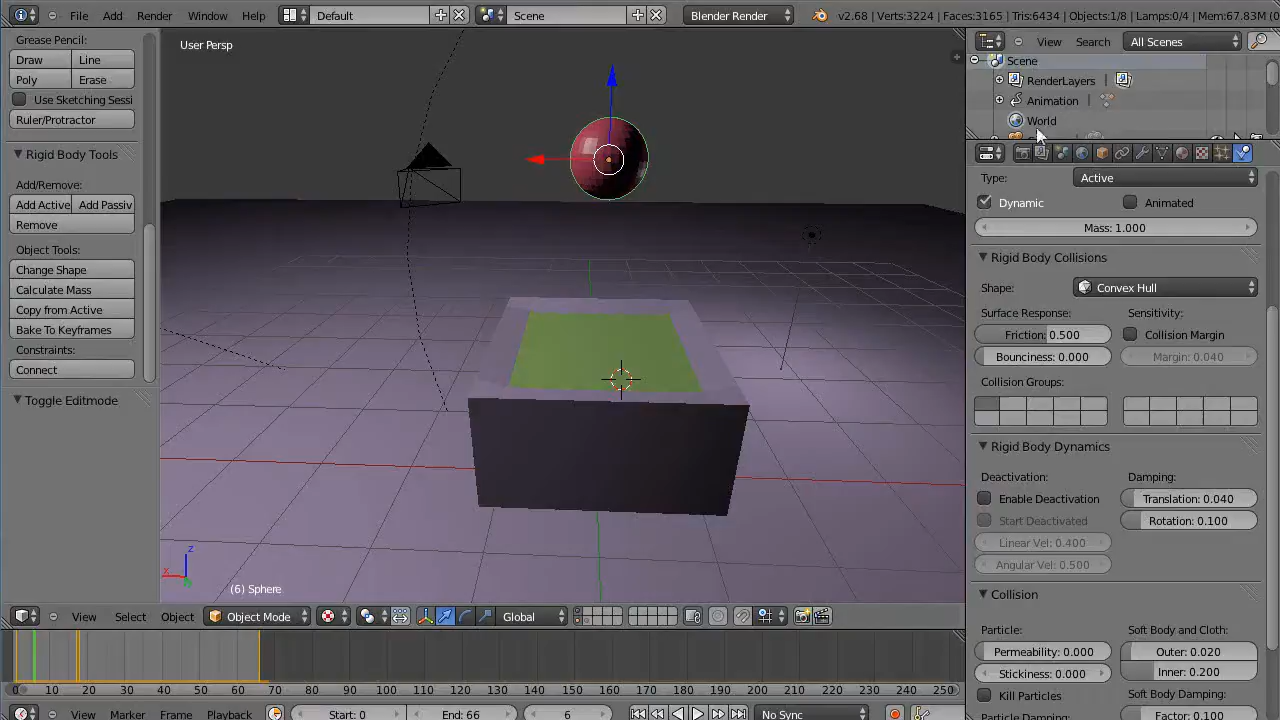 File Add Render Window Help Default Scene Blender Render v2.68 | Verts:3224 | Faces:3165 | Tris:6434 | Objects:1/8 | Lamps:0/4 | Mem:67.83M
Grease Pencil:
Draw Line
Poly Erase
Use Sketching Sessi
Ruler/Protractor
Rigid Body Tools
Add/Remove:
Add Active Add Passiv
Remove
Object Tools:
Change Shape
Calculate Mass
Copy from Active
Bake To Keyframes
Constraints:
Connect
Toggle Editmode
User Persp
(6) Sphere
x
z
View Select Object Object Mode Global
0 10 20 30 40 50 60 70 80 90 100 110 120 130 140 150 160 170 180 190 200 210 220 230 240 250
View Marker Frame Playback Start: 0 End: 66 6 No Sync
View Search All Scenes
Scene
RenderLayers
Animation
World
Type: Active
Dynamic Animated
Mass: 1.000
Rigid Body Collisions
Shape: Convex Hull
Surface Response: Sensitivity:
Friction: 0.500 Collision Margin
Bounciness: 0.000 Margin: 0.040
Collision Groups:
Rigid Body Dynamics
Deactivation: Damping:
Enable Deactivation Translation: 0.040
Start Deactivated Rotation: 0.100
Linear Vel: 0.400
Angular Vel: 0.500
Collision
Particle: Soft Body and Cloth:
Permeability: 0.000 Outer: 0.020
Stickiness: 0.000 Inner: 0.200
Kill Particles Soft Body Damping:
Particle Damping: Factor: 0.100